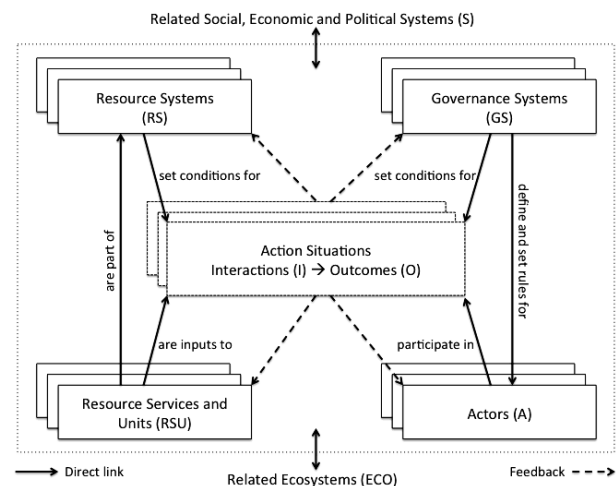 Related Social, Economic and Political Systems (S)
Resource Systems
(RS)
Governance Systems
(GS)
set conditions for
set conditions for
are part of
define and set rules for
Action Situations
Interactions (I) → Outcomes (O)
are inputs to
participate in
Resource Services and
Units (RSU)
Actors (A)
Direct link
Related Ecosystems (ECO)
Feedback